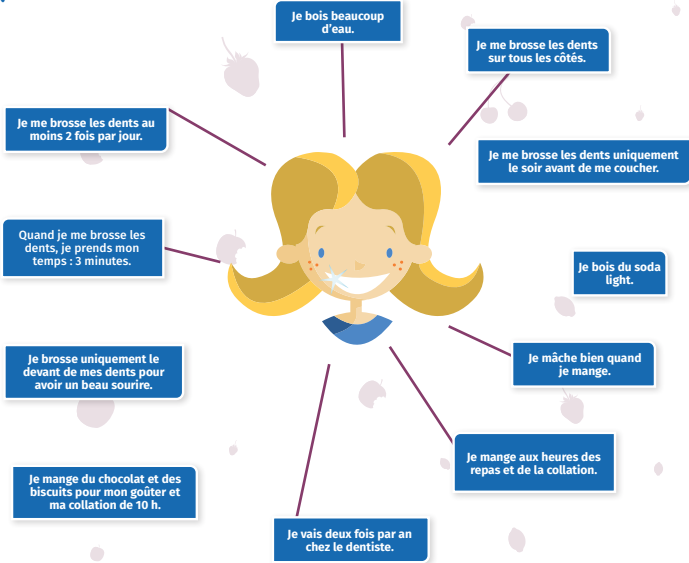 Je bois beaucoup
d'eau.
Je me brosse les dents
sur tous les côtés.
Je me brosse les dents au
moins 2 fois par jour.
Je me brosse les dents uniquement
le soir avant de me coucher.
Quand je me brosse les
dents, je prends mon
temps : 3 minutes.
Je bois du soda
light.
Je brosse uniquement le
devant de mes dents pour
avoir un beau sourire.
Je mâche bien quand
je mange.
Je mange aux heures des
repas et de la collation.
Je mange du chocolat et des
biscuits pour mon goûter et
ma collation de 10 h.
Je vais deux fois par an
chez le dentiste.